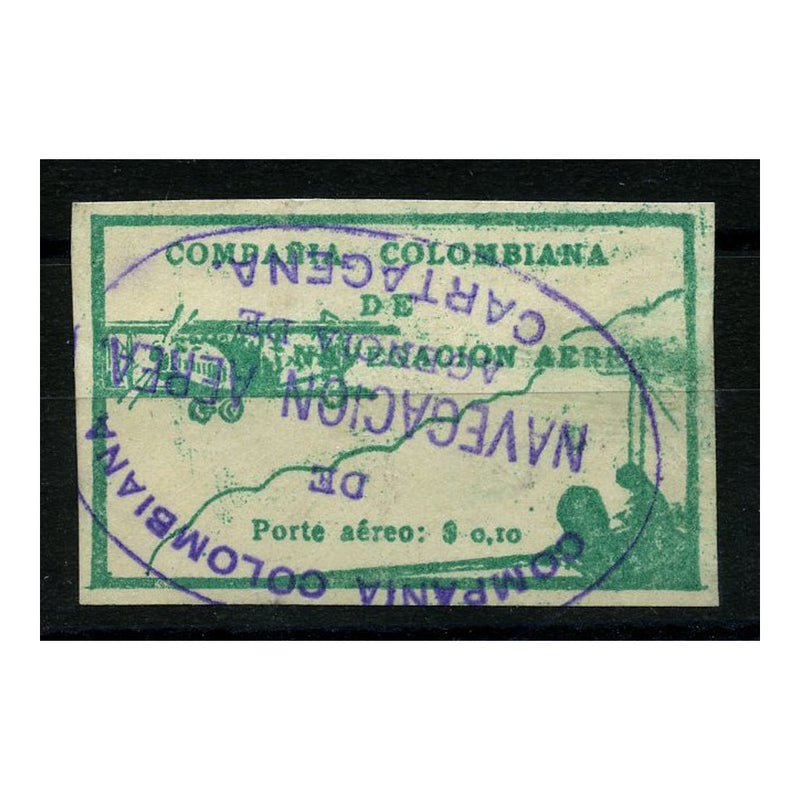 COMPAÑIA COLOMBIANA
DE
NAVEGACION AEREA
Porte aéreo: $ 0,10
COMPAÑIA COLOMBIANA
DE
NAVEGACION AEREA.
AGENCIA DE
CARTAGENA.